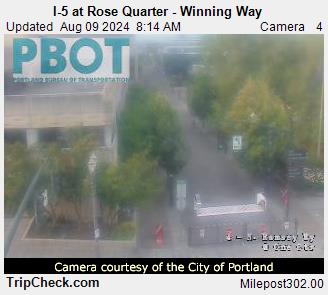 I-5 at Rose Quarter - Winning Way
Updated Aug 09 2024 8:14 AM Camera 4
PBOT
PORTLAND BUREAU OF TRANSPORTATION
Camera courtesy of the City of Portland
TripCheck.com Milepost302.00